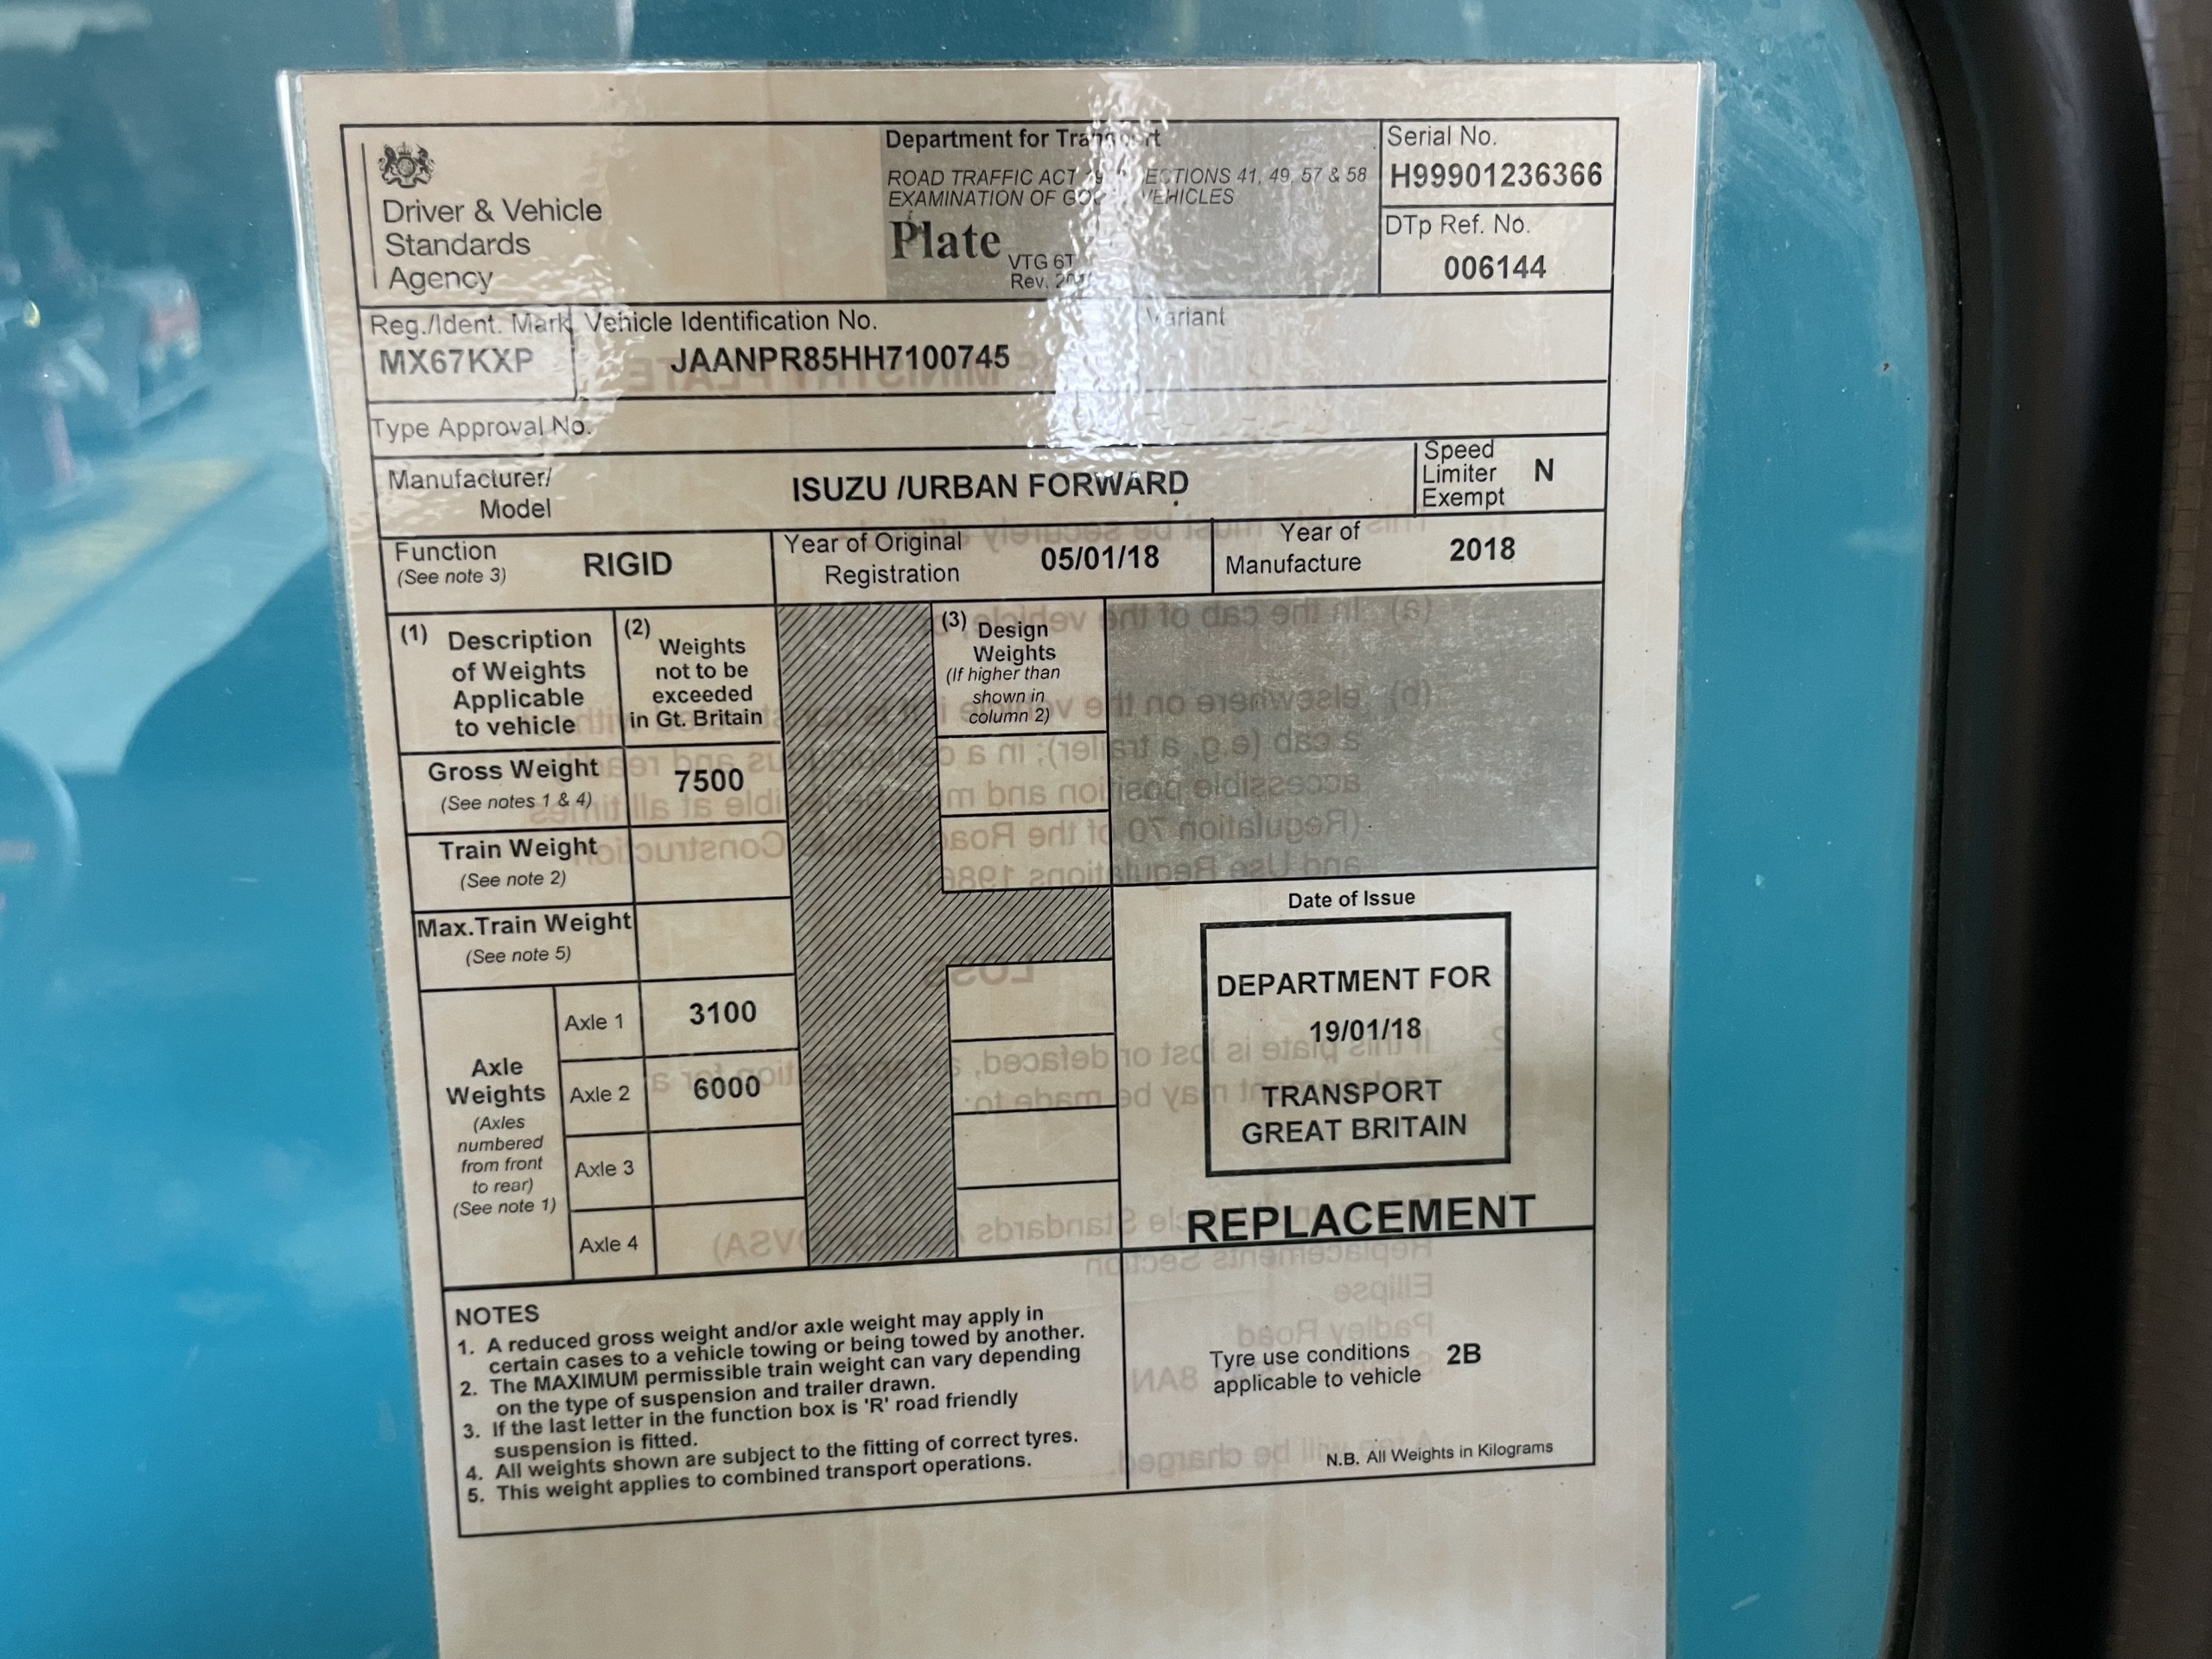 Driver & Vehicle
Standards
Agency
Department for
ROAD TRAFFIC ACT 41, 49, 57 & 58
EXAMINATION OF VEHICLES
Plate
VTG 6T
Rev.
Serial No.
H99901236366
DTp Ref. No.
006144
Reg./Ident. Mark
MX67KXP
Vehicle Identification No.
JAANPR85HH7100745
Variant
Type Approval No.
Manufacturer/
Model
ISUZU /URBAN FORWARD
Speed
Limiter
Exempt
N
Function
(See note 3)
RIGID
Year of Original
Registration
05/01/18
Year of
Manufacture
2018
(1) Description
of Weights
Applicable
to vehicle
(2) Weights
not to be
exceeded
in Gt. Britain
(3) Design
Weights
(If higher than
shown in
column 2)
Gross Weight
(See notes 1 & 4)
7500
Train Weight
(See note 2)
Max.Train Weight
(See note 5)
Axle
Weights
(Axles
numbered
from front
to rear)
(See note 1)
Axle 1
3100
Axle 2
6000
Axle 3
Axle 4
Date of Issue
DEPARTMENT FOR
19/01/18
TRANSPORT
GREAT BRITAIN
REPLACEMENT
NOTES
1. A reduced gross weight and/or axle weight may apply in
certain cases to a vehicle towing or being towed by another.
2. The MAXIMUM permissible train weight can vary depending
on the type of suspension and trailer drawn.
3. If the last letter in the function box is 'R' road friendly
suspension is fitted.
4. All weights shown are subject to the fitting of correct tyres.
5. This weight applies to combined transport operations.
Tyre use conditions
applicable to vehicle
2B
N.B. All Weights in Kilograms